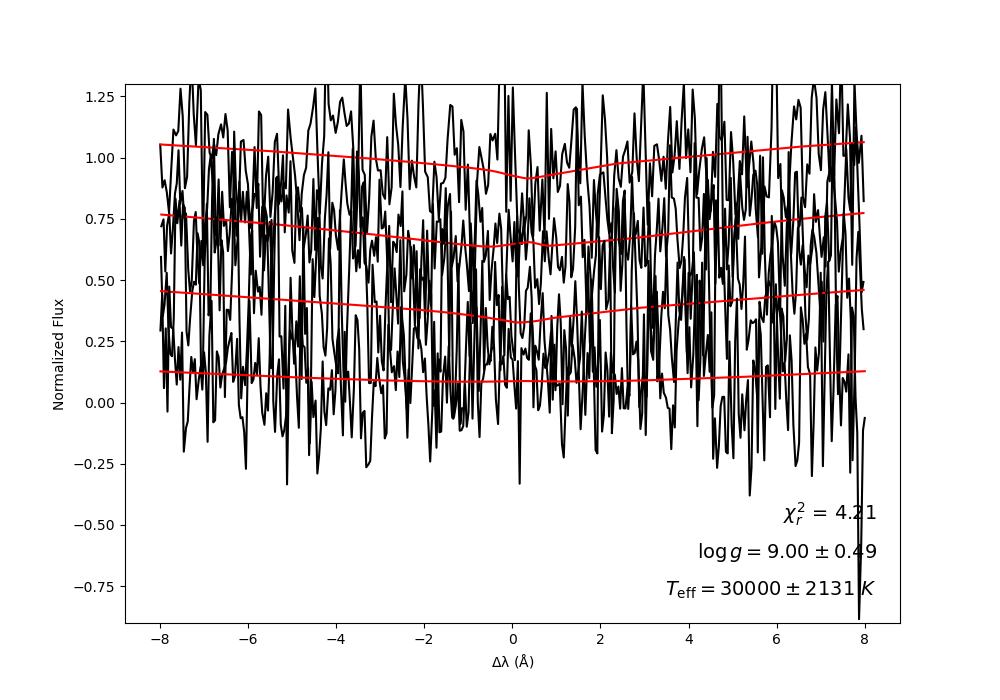 1.25
1.00
0.75
0.50
0.25
0.00
−0.25
−0.50
−0.75
Normalized Flux
χ²ᵣ = 4.21
log g = 9.00 ± 0.49
T_eff = 30000 ± 2131 K
−8 −6 −4 −2 0 2 4 6 8
Δλ (Å)